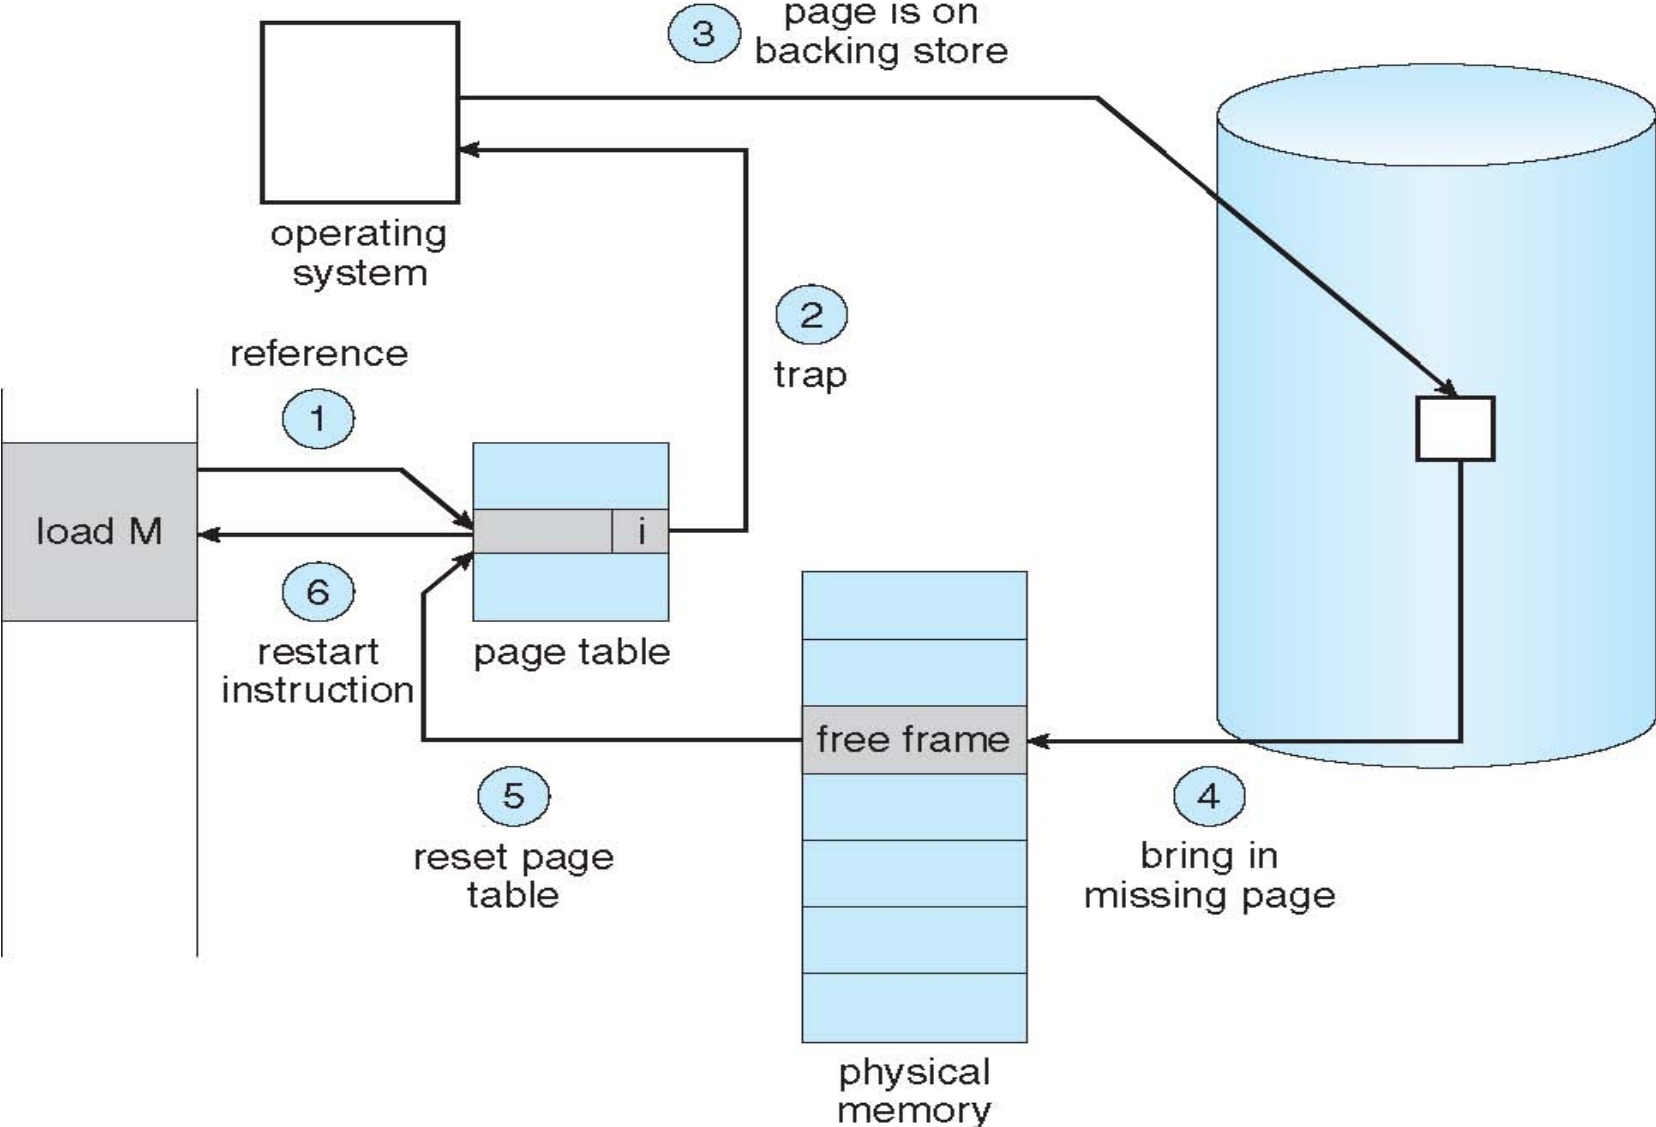 3
page is on
backing store
operating
system
2
trap
reference
1
load M
i
6
restart
instruction
page table
free frame
5
reset page
table
4
bring in
missing page
physical
memory